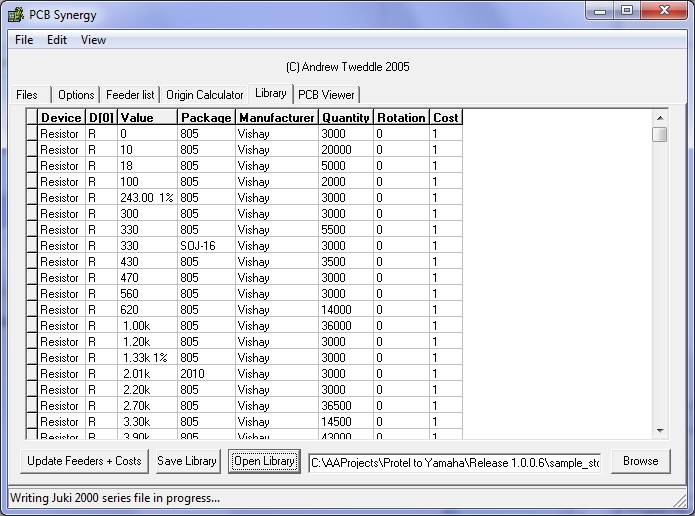 PCB Synergy
File Edit View
(C) Andrew Tweddle 2005
Files Options Feeder list Origin Calculator Library PCB Viewer
Device D[0] Value Package Manufacturer Quantity Rotation Cost
Resistor R 0 805 Vishay 3000 0 1
Resistor R 10 805 Vishay 20000 0 1
Resistor R 18 805 Vishay 5000 0 1
Resistor R 100 805 Vishay 2000 0 1
Resistor R 243.00 1% 805 Vishay 3000 0 1
Resistor R 300 805 Vishay 3000 0 1
Resistor R 330 805 Vishay 5500 0 1
Resistor R 330 SOJ-16 Vishay 3000 0 1
Resistor R 430 805 Vishay 3500 0 1
Resistor R 470 805 Vishay 3000 0 1
Resistor R 560 805 Vishay 3000 0 1
Resistor R 620 805 Vishay 14000 0 1
Resistor R 1.00k 805 Vishay 36000 0 1
Resistor R 1.20k 805 Vishay 3000 0 1
Resistor R 1.33k 1% 805 Vishay 3000 0 1
Resistor R 2.01k 2010 Vishay 3000 0 1
Resistor R 2.20k 805 Vishay 3000 0 1
Resistor R 2.70k 805 Vishay 36500 0 1
Resistor R 3.30k 805 Vishay 14500 0 1
Resistor R 3.90k 805 Vishay 43000 0 1
Update Feeders + Costs Save Library Open Library C:\AAProjects\Protel to Yamaha\Release 1.0.0.6\sample_sto Browse
Writing Juki 2000 series file in progress...